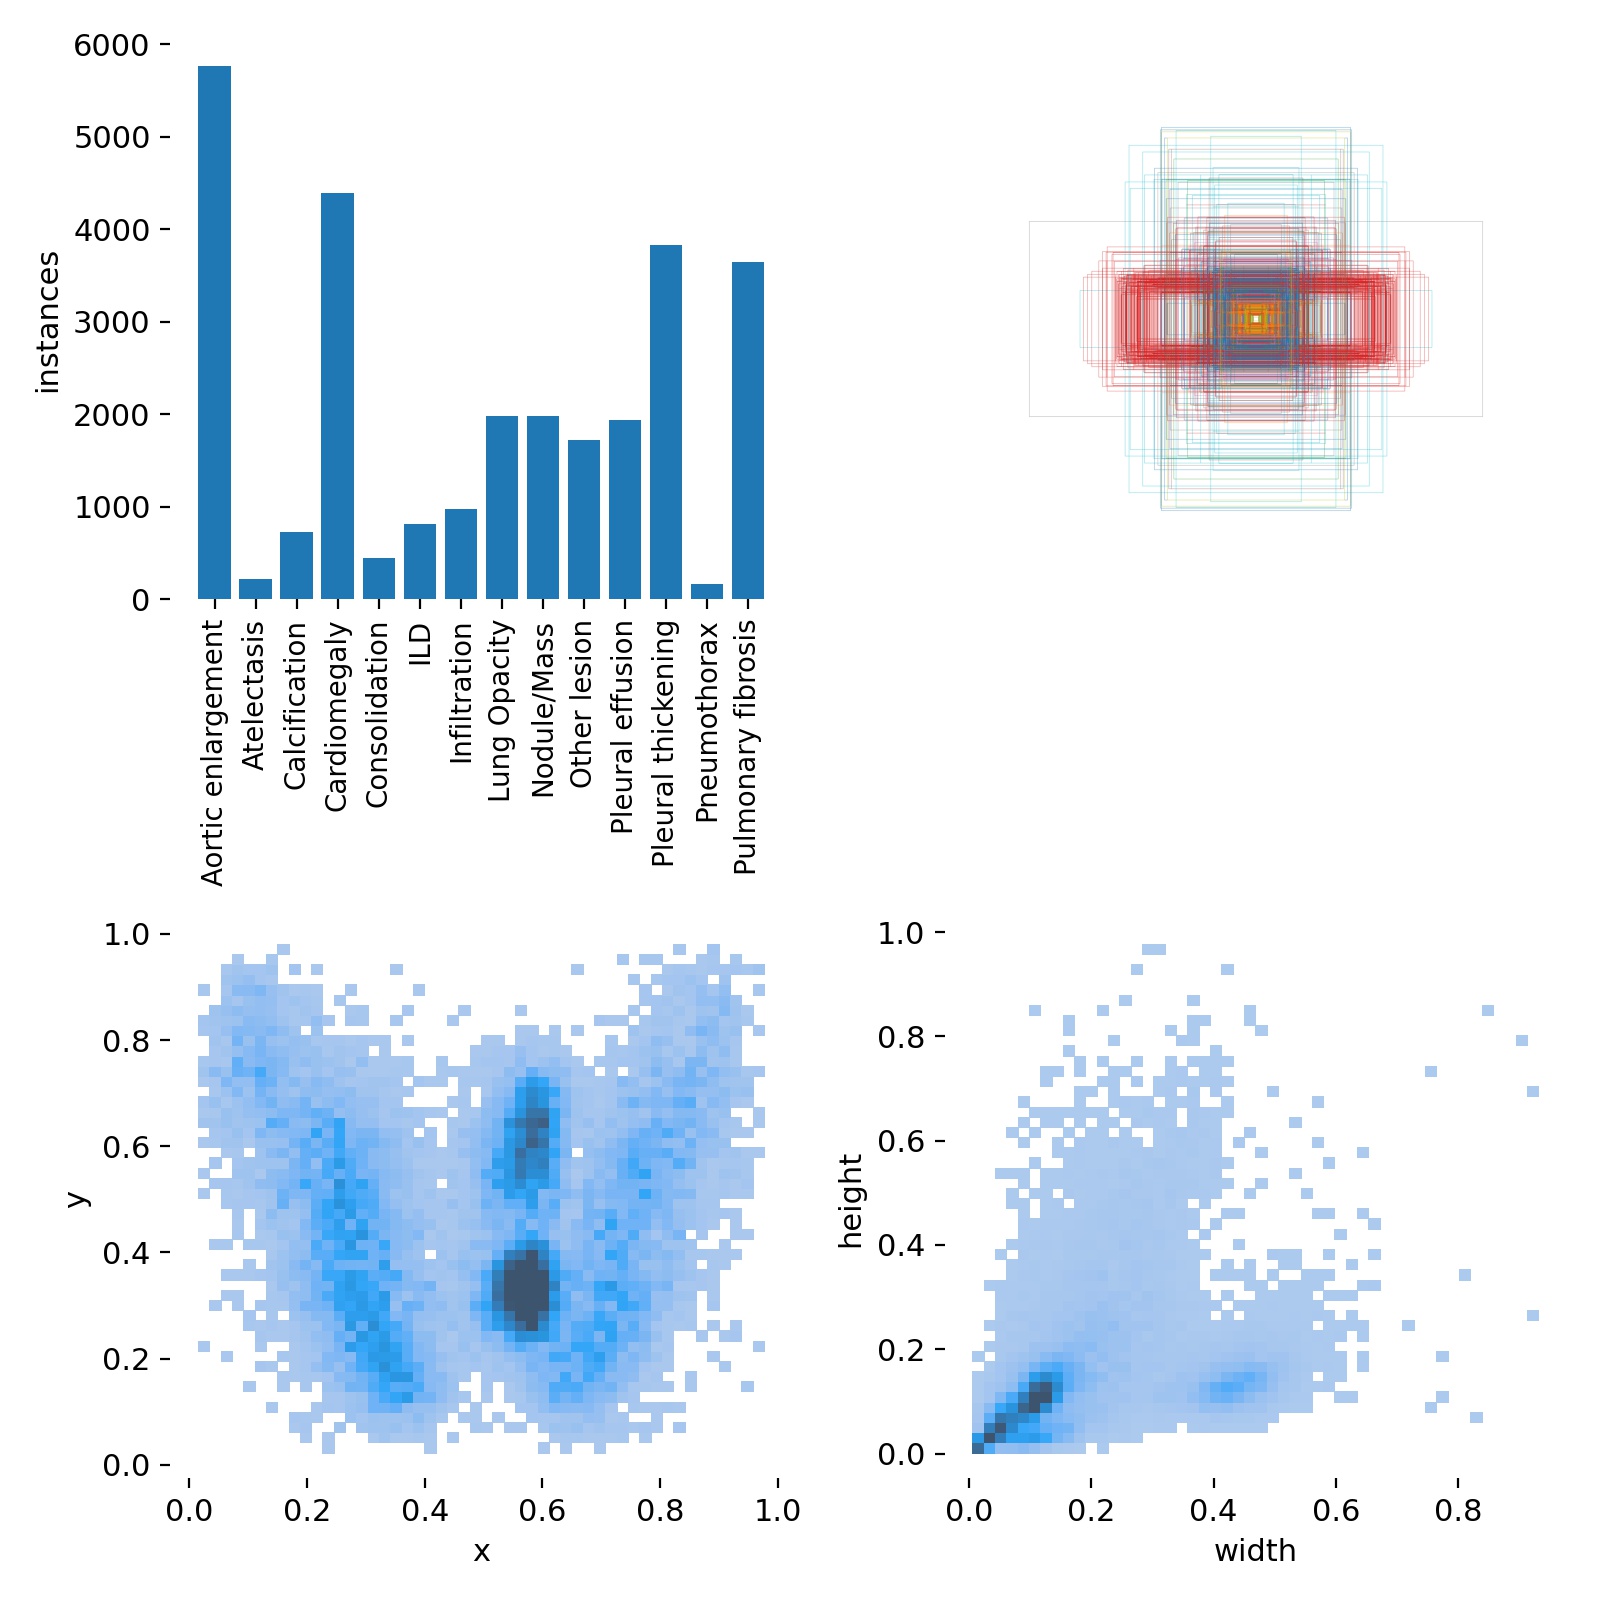 6000
5000
4000
3000
2000
1000
0
instances
Aortic enlargement
Atelectasis
Calcification
Cardiomegaly
Consolidation
ILD
Infiltration
Lung Opacity
Nodule/Mass
Other lesion
Pleural effusion
Pleural thickening
Pneumothorax
Pulmonary fibrosis
1.0
0.8
0.6
0.4
0.2
0.0
y
0.0 0.2 0.4 0.6 0.8 1.0
x
1.0
0.8
0.6
0.4
0.2
0.0
height
0.0 0.2 0.4 0.6 0.8
width